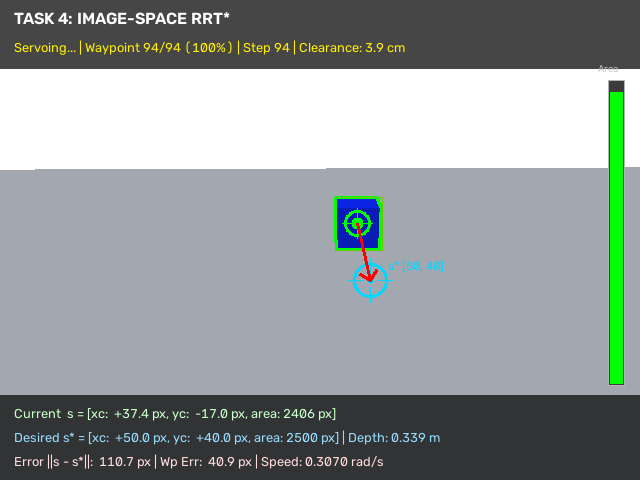 TASK 4: IMAGE-SPACE RRT*
Servoing... | Waypoint 94/94 (100%) | Step 94 | Clearance: 3.9 cm
Area
s* [50, 40]
Current s = [xc: +37.4 px, yc: -17.0 px, area: 2406 px]
Desired s* = [xc: +50.0 px, yc: +40.0 px, area: 2500 px] | Depth: 0.339 m
Error ||s - s*||: 110.7 px | Wp Err: 40.9 px | Speed: 0.3070 rad/s